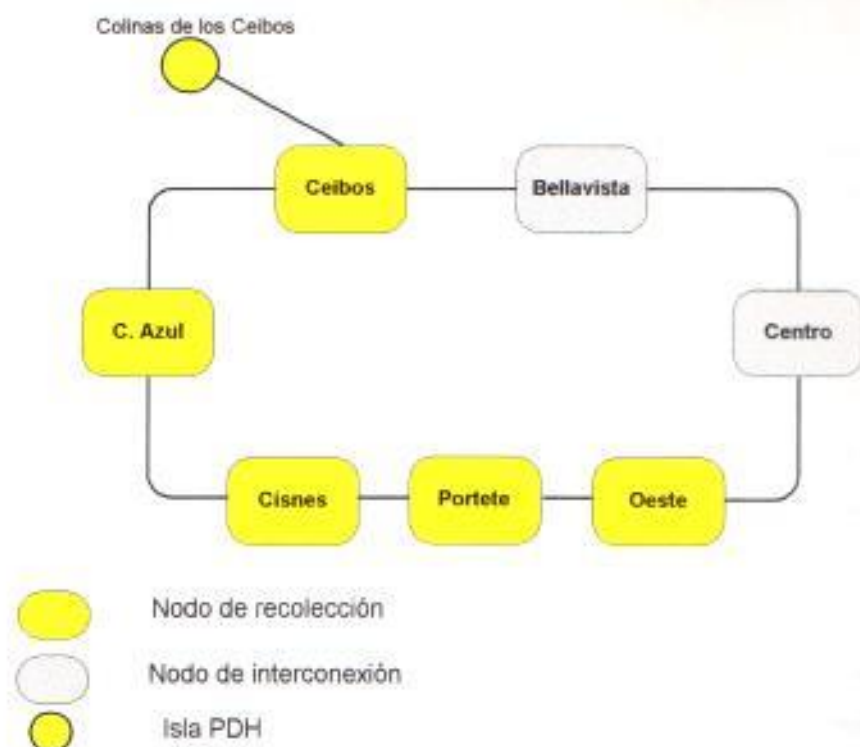 Colinas de los Ceibos
Ceibos
Bellavista
C. Azul
Centro
Cisnes
Portete
Oeste
Nodo de recolección
Nodo de interconexión
Isla PDH